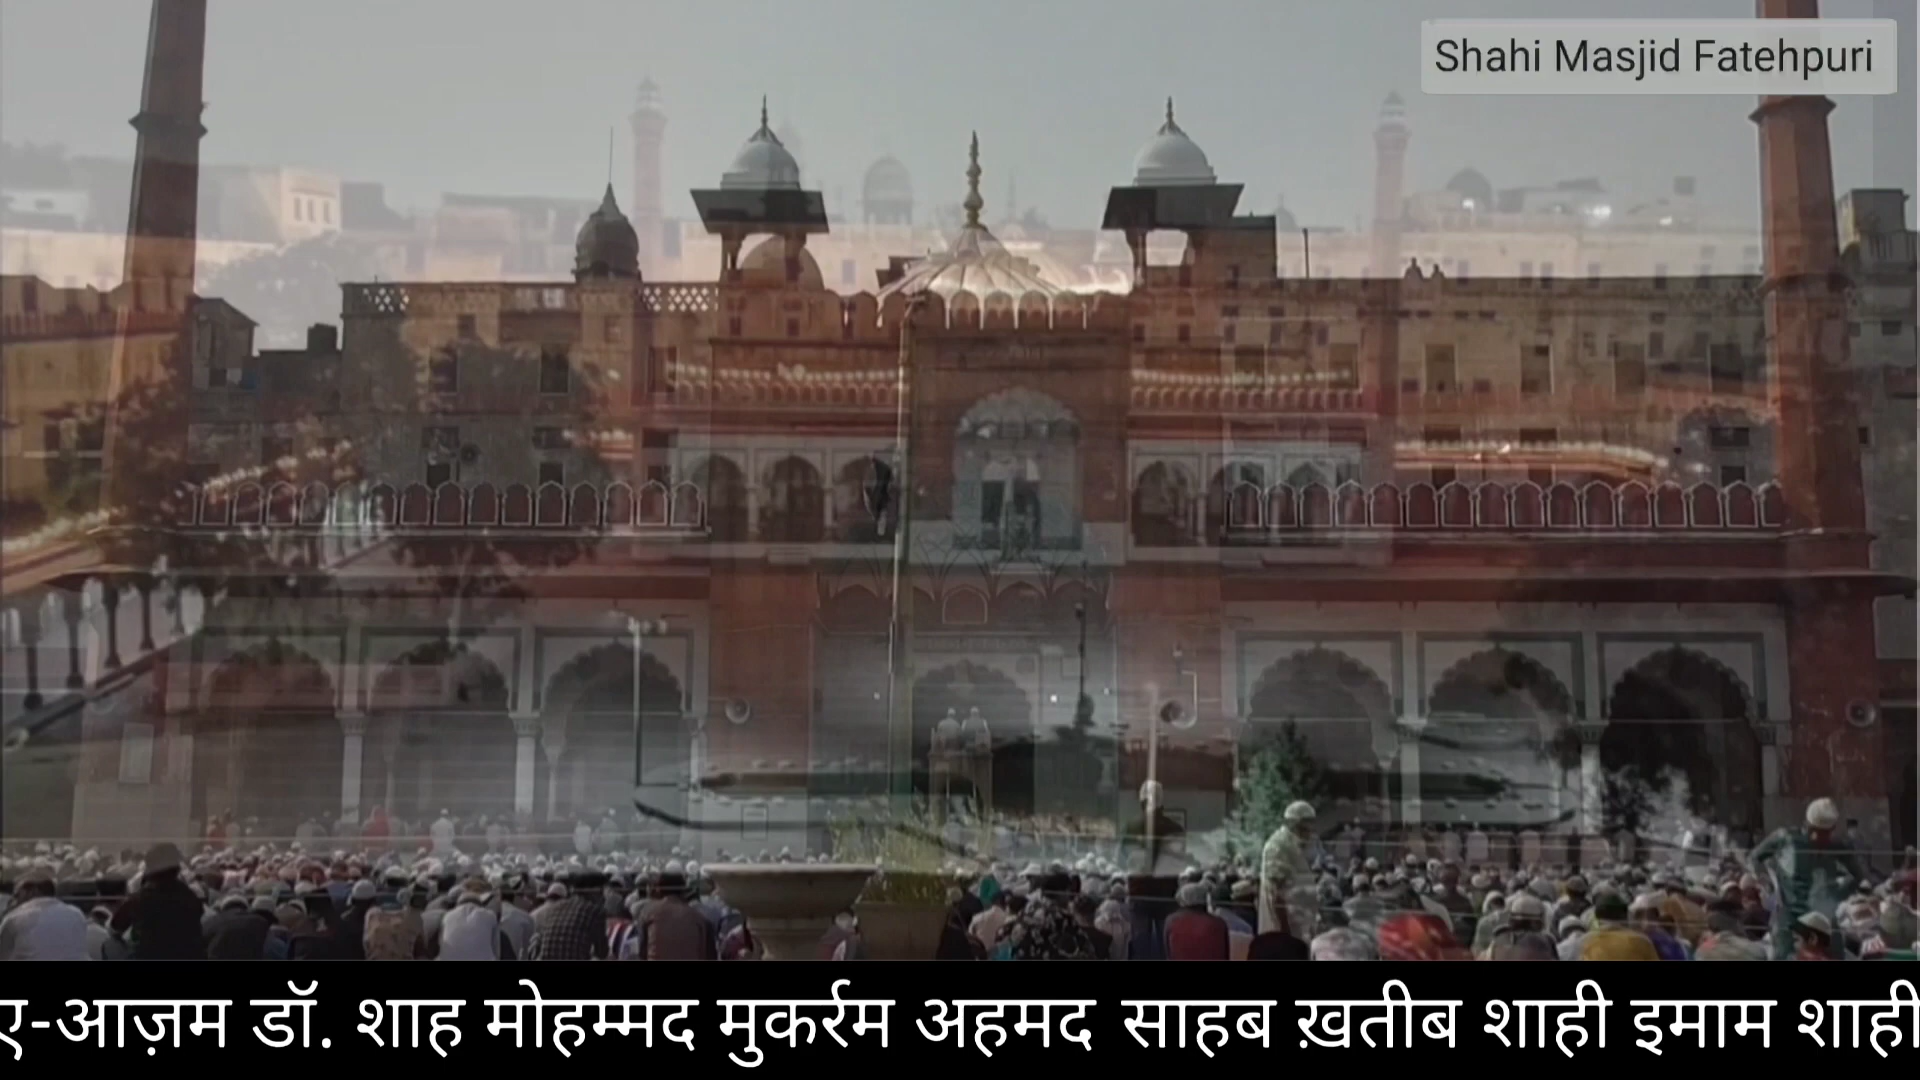 Shahi Masjid Fatehpuri
ए-आज़म डॉ. शाह मोहम्मद मुकर्रम अहमद साहब ख़तीब शाही इमाम शाही